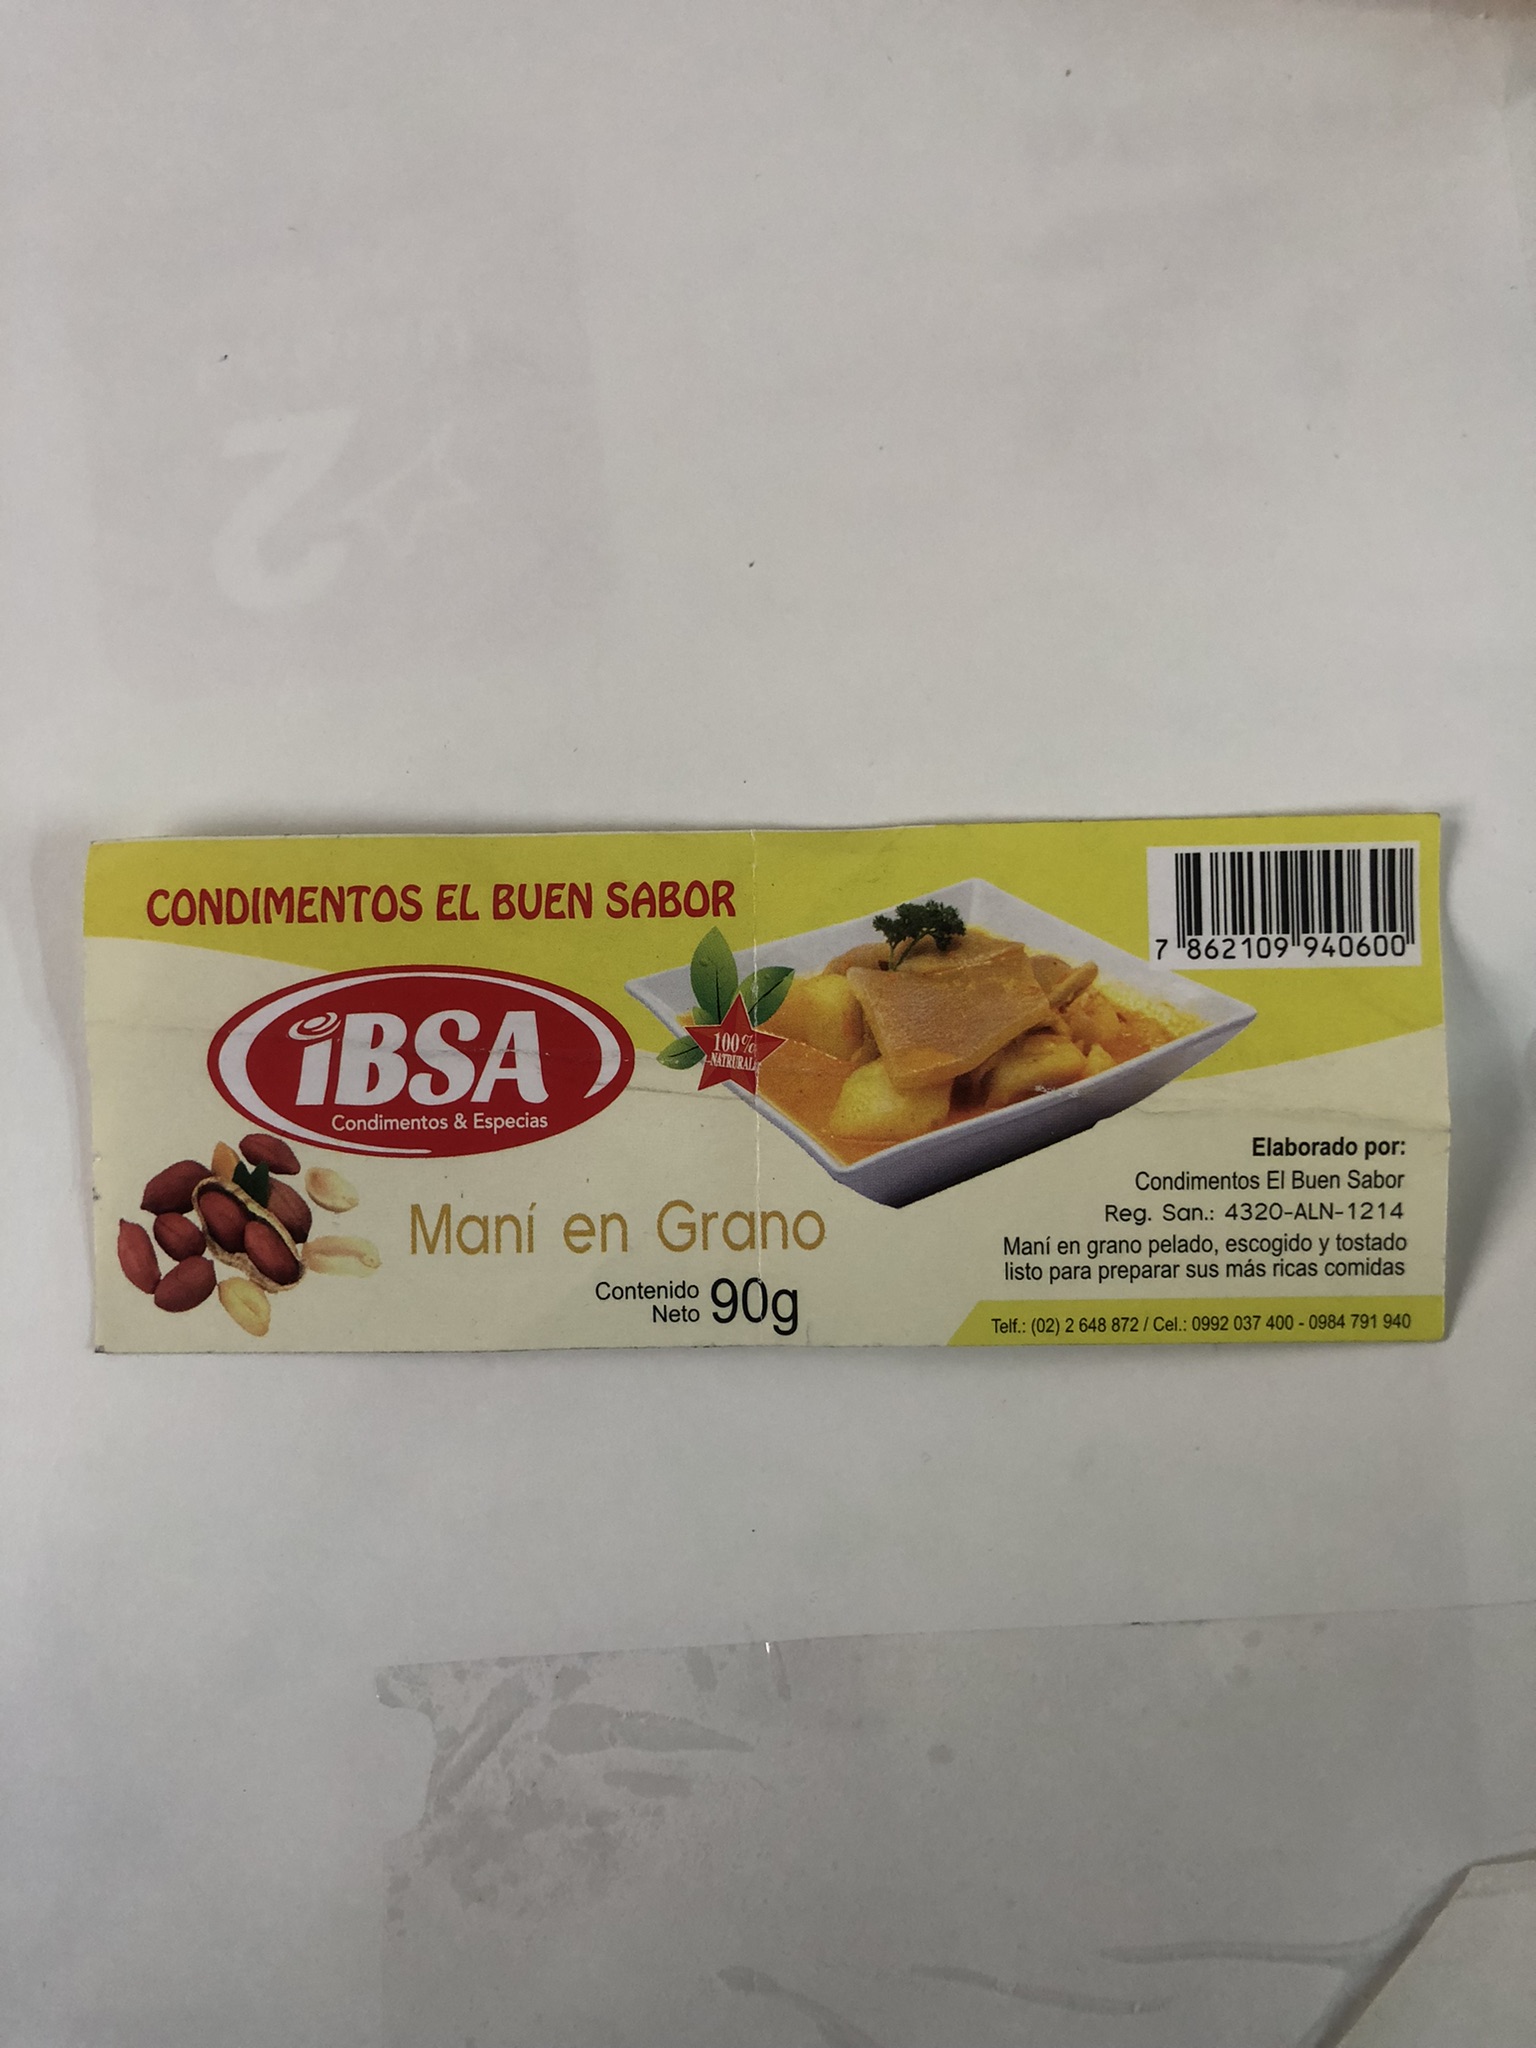 CONDIMENTOS EL BUEN SABOR
iBSA
Condimentos & Especias
100%
NATRURAL
Maní en Grano
Contenido
Neto 90g
7 862109 940600
Elaborado por:
Condimentos El Buen Sabor
Reg. San.: 4320-ALN-1214
Maní en grano pelado, escogido y tostado
listo para preparar sus más ricas comidas
Telf.: (02) 2 648 872 / Cel.: 0992 037 400 - 0984 791 940
2